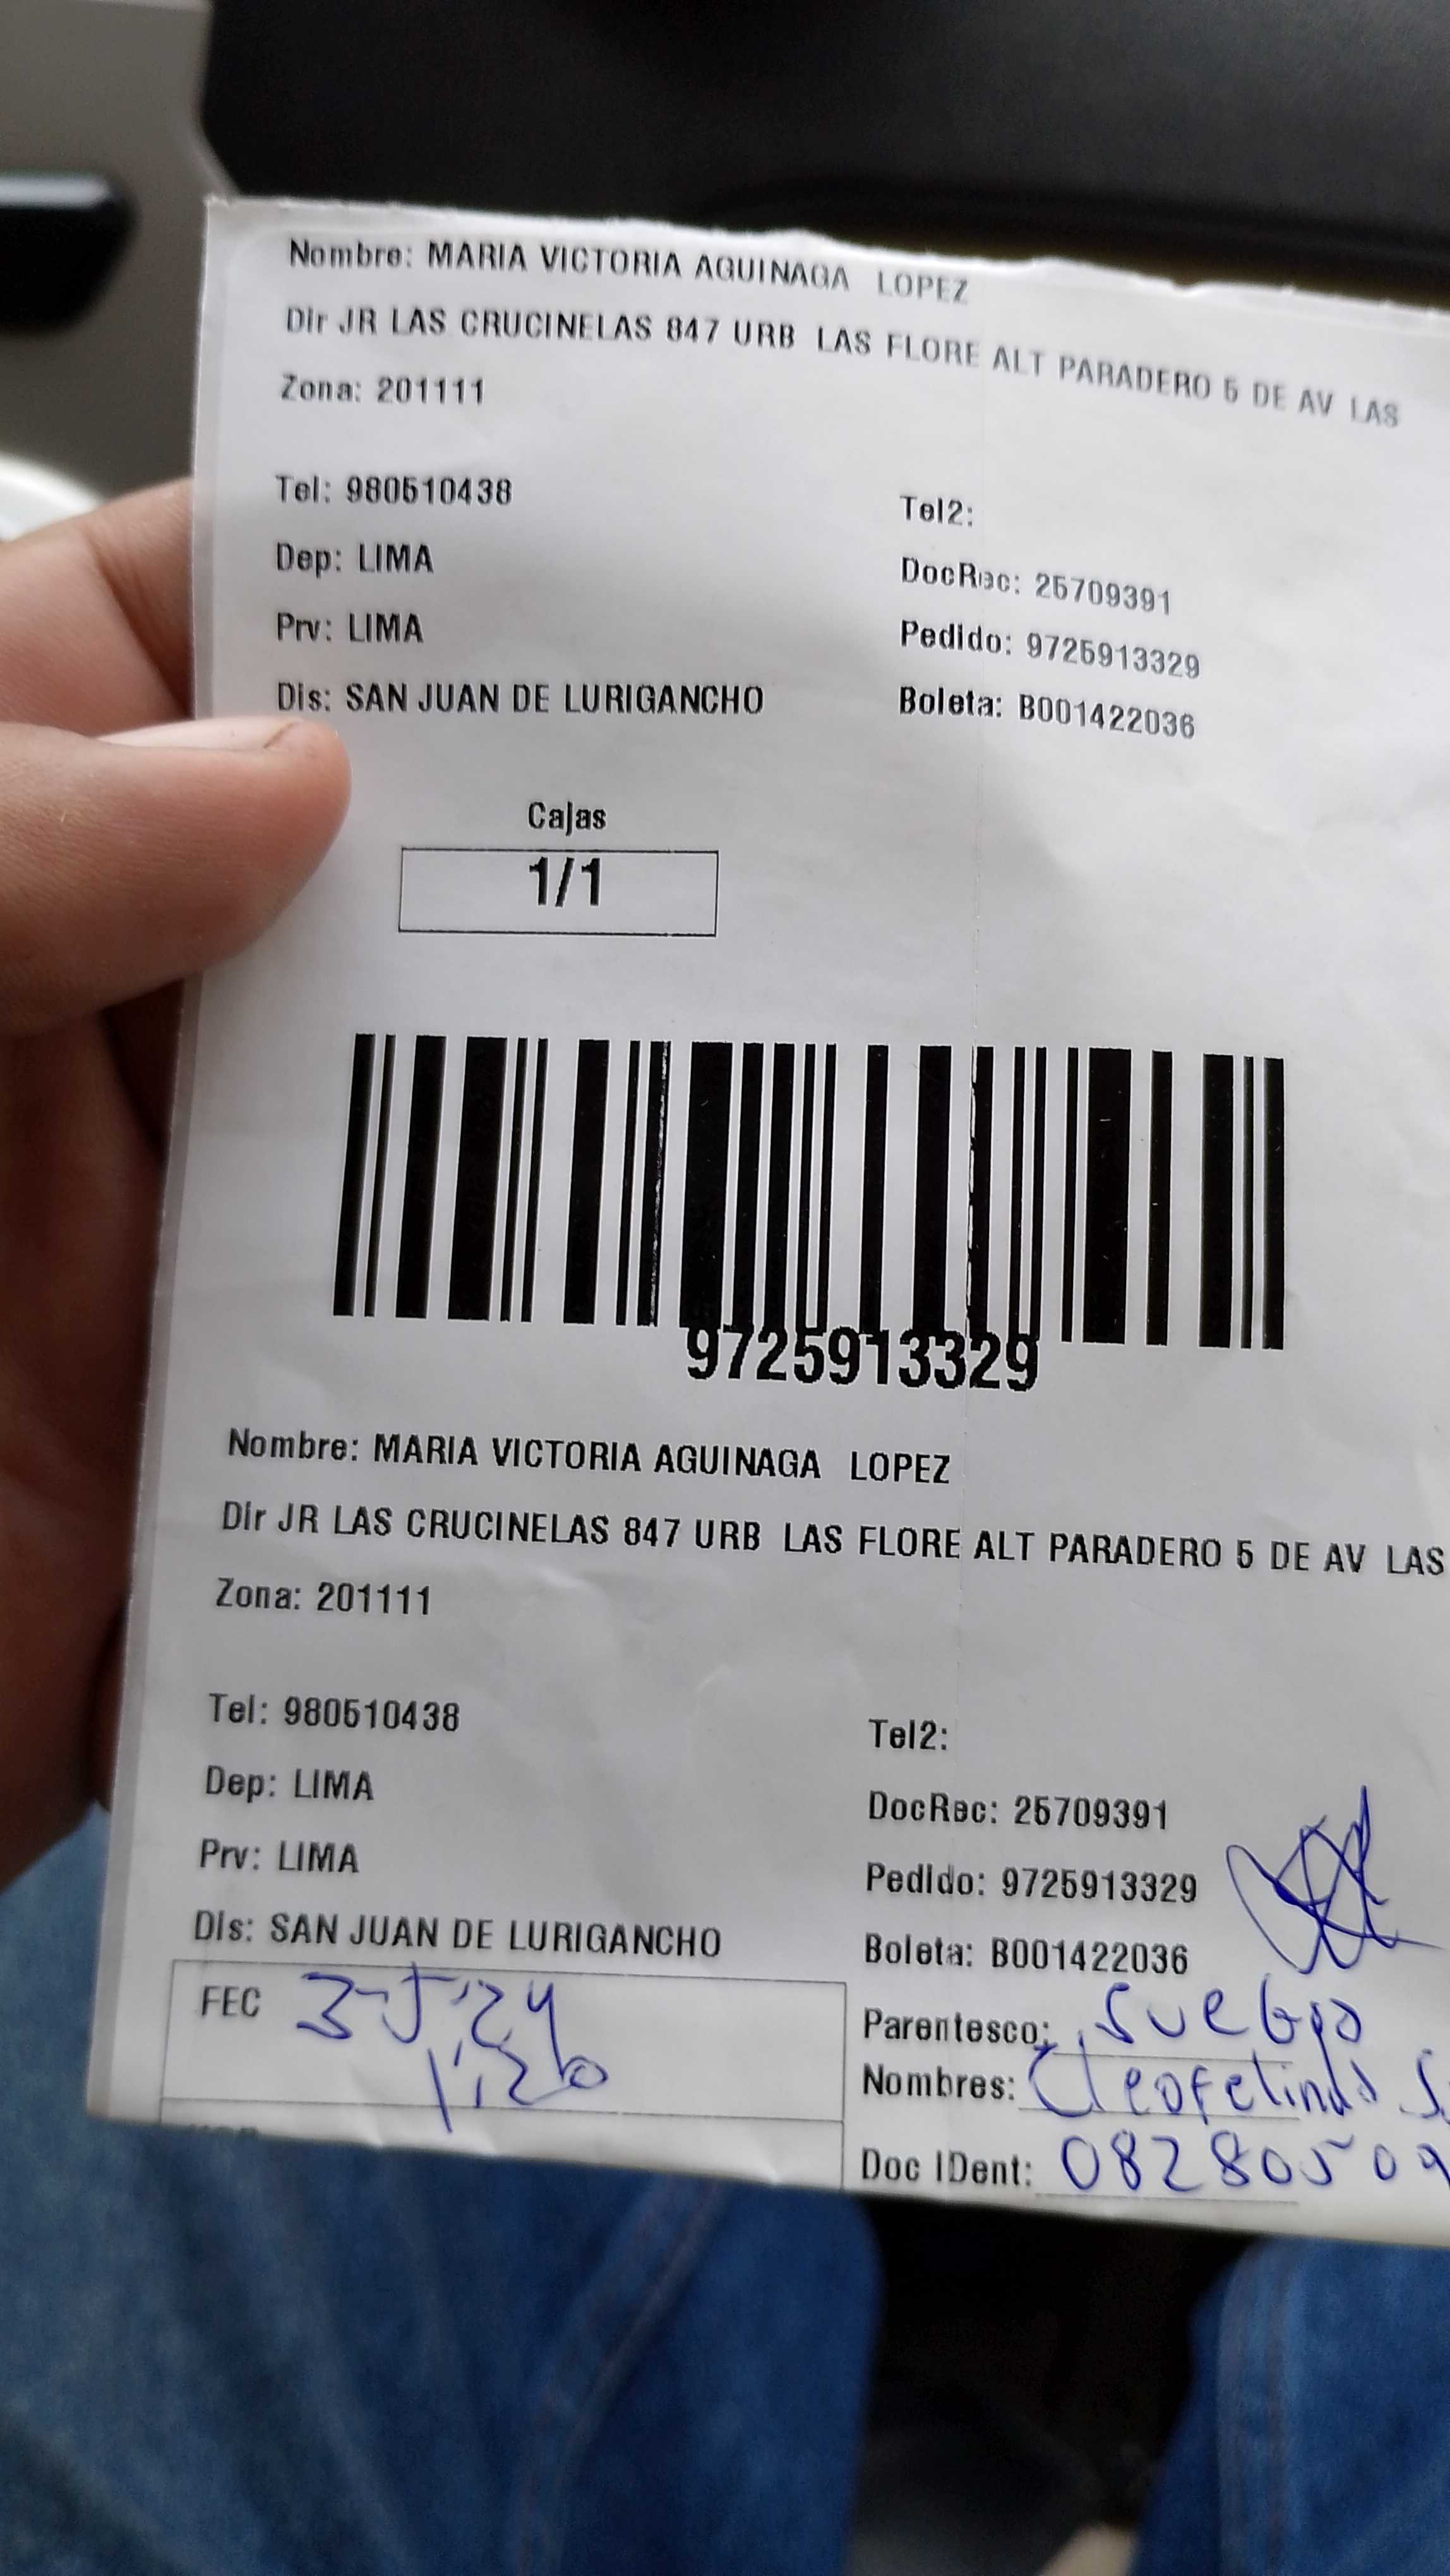 Nombre: MARIA VICTORIA AGUINAGA LOPEZ
Dir JR LAS CRUCINELAS 847 URB LAS FLORE ALT PARADERO 5 DE AV LAS
Zona: 201111
Tel: 980510438 Tel2:
Dep: LIMA DocRec: 25709391
Prv: LIMA Pedido: 9725913329
Dis: SAN JUAN DE LURIGANCHO Boleta: B001422036
Cajas
1/1
9725913329
Nombre: MARIA VICTORIA AGUINAGA LOPEZ
Dir JR LAS CRUCINELAS 847 URB LAS FLORE ALT PARADERO 5 DE AV LAS
Zona: 201111
Tel: 980510438 Tel2:
Dep: LIMA DocRec: 25709391
Prv: LIMA Pedido: 9725913329
Dis: SAN JUAN DE LURIGANCHO Boleta: B001422036
FEC 3-5'24 Parentesco: Suegro
1:20 Nombres:
Doc IDent: 08280509